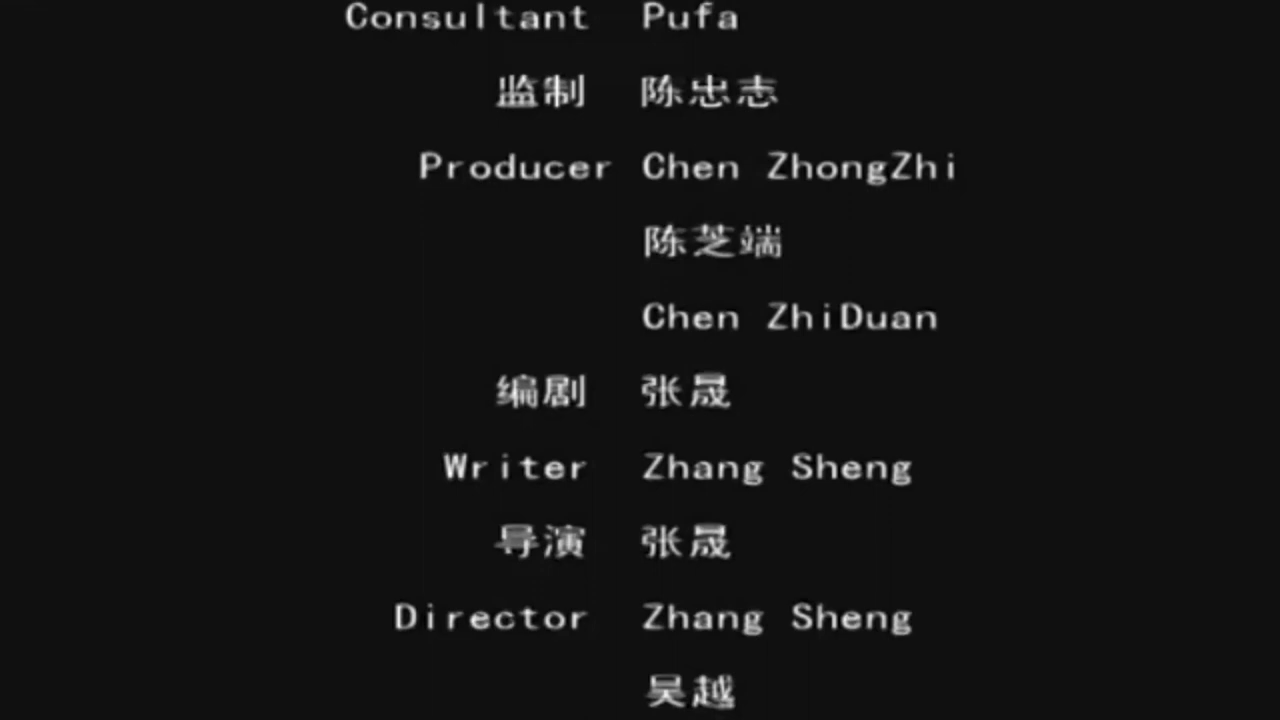 Consultant Pufa
监制 陈忠志
Producer Chen ZhongZhi
陈芝端
Chen ZhiDuan
编剧 张晟
Writer Zhang Sheng
导演 张晟
Director Zhang Sheng
吴越